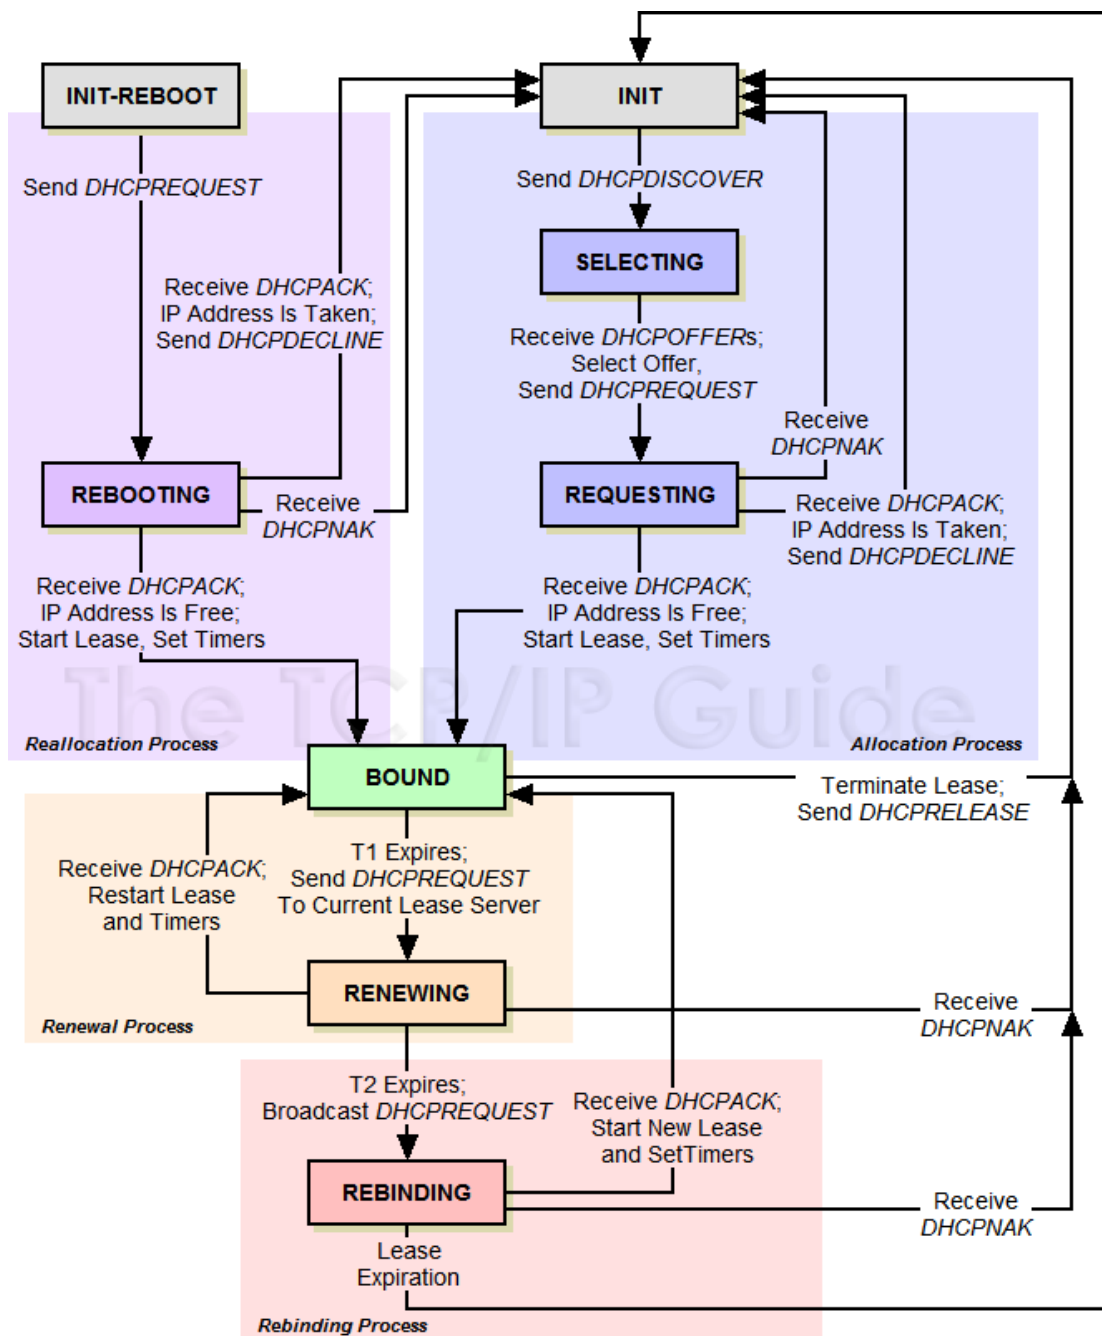 INIT-REBOOT
INIT
Send DHCPREQUEST
Send DHCPDISCOVER
SELECTING
Receive DHCPACK;
IP Address Is Taken;
Send DHCPDECLINE
Receive DHCPOFFERs;
Select Offer,
Send DHCPREQUEST
Receive
DHCPNAK
REBOOTING
Receive
DHCPNAK
REQUESTING
Receive DHCPACK;
IP Address Is Taken;
Send DHCPDECLINE
Receive DHCPACK;
IP Address Is Free;
Start Lease, Set Timers
Receive DHCPACK;
IP Address Is Free;
Start Lease, Set Timers
The TCP/IP Guide
Reallocation Process
Allocation Process
BOUND
Terminate Lease;
Send DHCPRELEASE
Receive DHCPACK;
Restart Lease
and Timers
T1 Expires;
Send DHCPREQUEST
To Current Lease Server
RENEWING
Receive
DHCPNAK
Renewal Process
T2 Expires;
Broadcast DHCPREQUEST
Receive DHCPACK;
Start New Lease
and SetTimers
REBINDING
Receive
DHCPNAK
Lease
Expiration
Rebinding Process